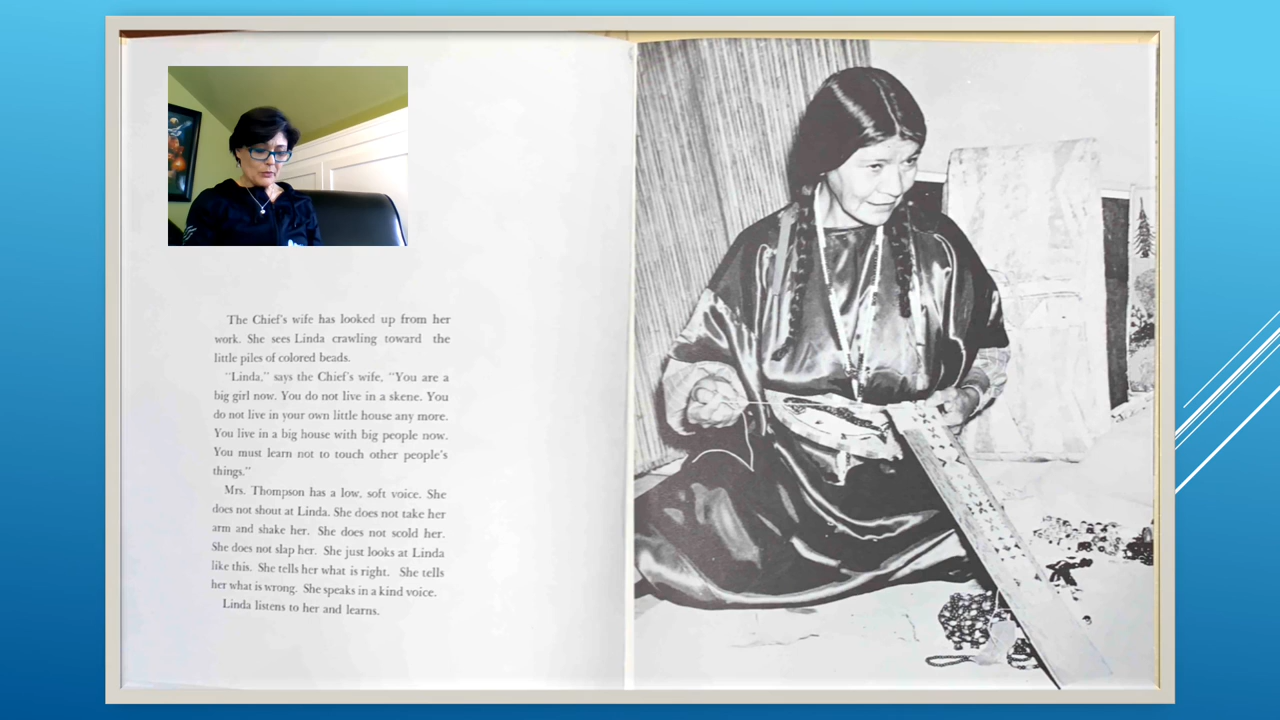 The Chief's wife has looked up from her
work. She sees Linda crawling toward the
little piles of colored beads.
"Linda," says the Chief's wife, "You are a
big girl now. You do not live in a skene. You
do not live in your own little house any more.
You live in a big house with big people now.
You must learn not to touch other people's
things."
Mrs. Thompson has a low, soft voice. She
does not shout at Linda. She does not take her
arm and shake her. She does not scold her.
She does not slap her. She just looks at Linda
like this. She tells her what is right. She tells
her what is wrong. She speaks in a kind voice.
Linda listens to her and learns.